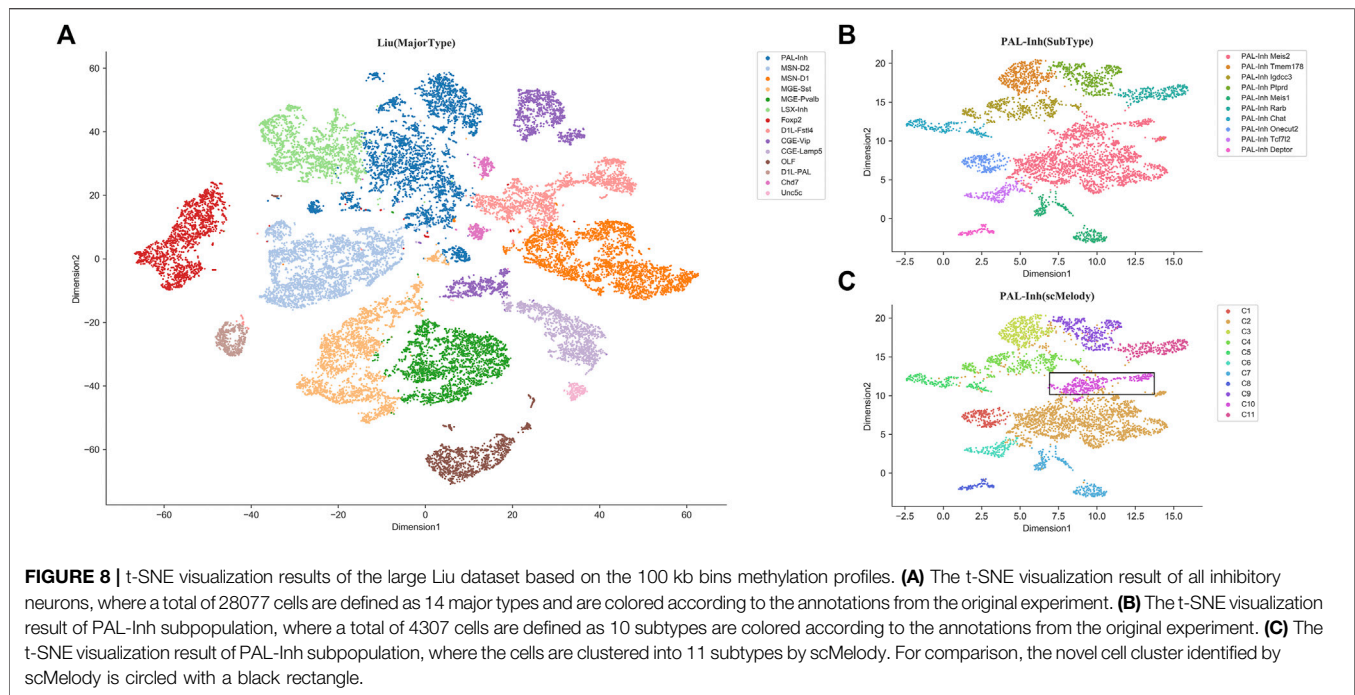 A
Liu(MajorType)
60
40
20
0
−20
−40
−60
Dimension2
−60 −40 −20 0 20 40 60
Dimension1
PAL-Inh
MSN-D2
MSN-D1
MGE-Sst
MGE-Pvalb
LSX-Inh
Foxp2
D1L-Fstl4
CGE-Vip
CGE-Lamp5
OLF
D1L-PAL
Chd7
Unc5c
B
PAL-Inh(SubType)
20
15
10
5
0
Dimension2
−2.5 0.0 2.5 5.0 7.5 10.0 12.5 15.0
Dimension1
PAL-Inh Meis2
PAL-Inh Tmem178
PAL-Inh Igdcc3
PAL-Inh Ptprd
PAL-Inh Meis1
PAL-Inh Rarb
PAL-Inh Chat
PAL-Inh Onecut2
PAL-Inh Tcf7l2
PAL-Inh Deptor
C
PAL-Inh(scMelody)
20
15
10
5
0
Dimension2
−2.5 0.0 2.5 5.0 7.5 10.0 12.5 15.0
Dimension1
C1
C2
C3
C4
C5
C6
C7
C8
C9
C10
C11
FIGURE 8 | t-SNE visualization results of the large Liu dataset based on the 100 kb bins methylation profiles. (A) The t-SNE visualization result of all inhibitory
neurons, where a total of 28077 cells are defined as 14 major types and are colored according to the annotations from the original experiment. (B) The t-SNE visualization
result of PAL-Inh subpopulation, where a total of 4307 cells are defined as 10 subtypes are colored according to the annotations from the original experiment. (C) The
t-SNE visualization result of PAL-Inh subpopulation, where the cells are clustered into 11 subtypes by scMelody. For comparison, the novel cell cluster identified by
scMelody is circled with a black rectangle.